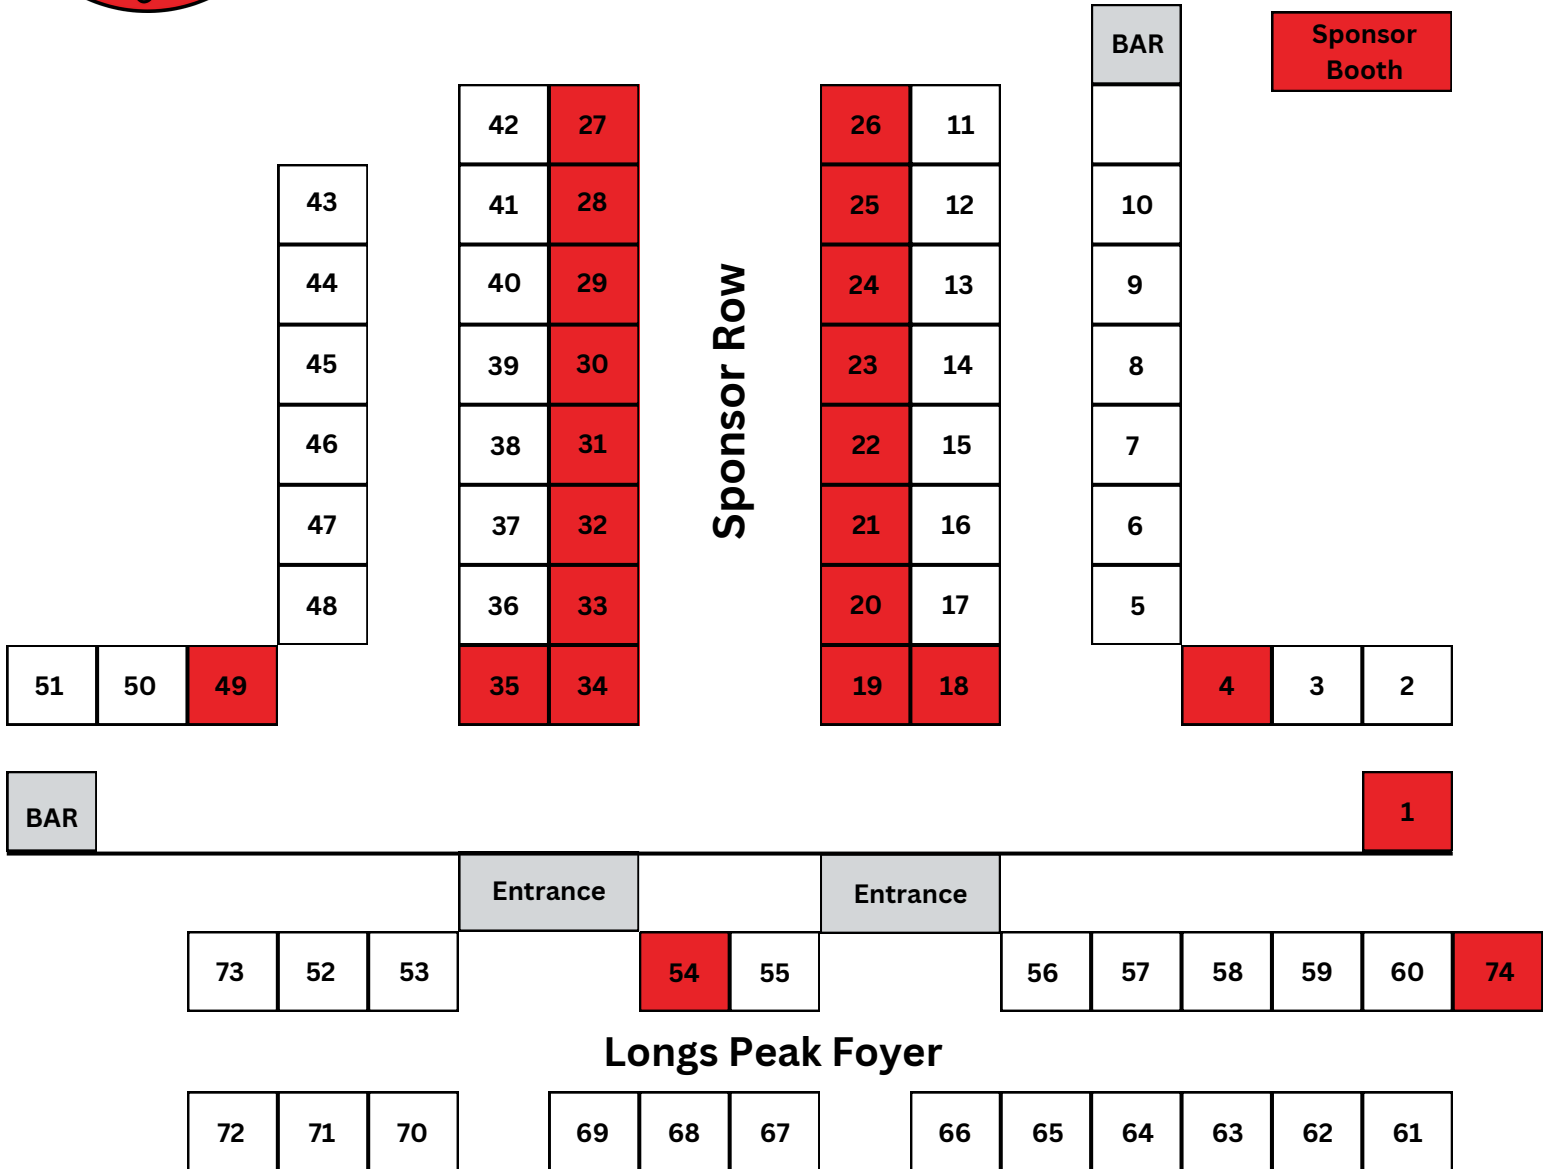 BAR
Sponsor
Booth
42 27 26 11
43 41 28 25 12 10
44 40 29 24 13 9
45 39 30 23 14 8
46 38 31 22 15 7
47 37 32 21 16 6
48 36 33 20 17 5
Sponsor Row
51 50 49 35 34 19 18 4 3 2
BAR 1
Entrance Entrance
73 52 53 54 55 56 57 58 59 60 74
Longs Peak Foyer
72 71 70 69 68 67 66 65 64 63 62 61